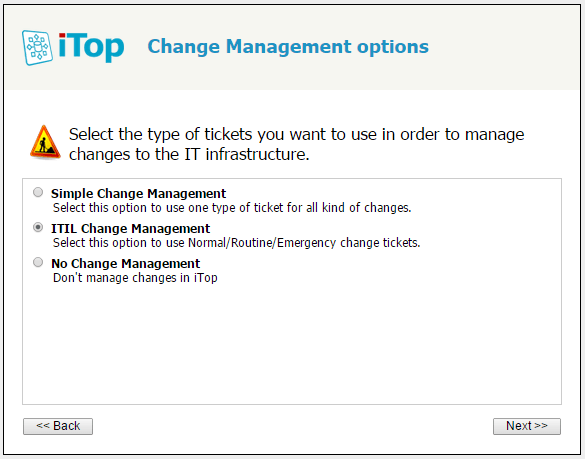 iTop
Change Management options
Select the type of tickets you want to use in order to manage
changes to the IT infrastructure.
Simple Change Management
Select this option to use one type of ticket for all kind of changes.
ITIL Change Management
Select this option to use Normal/Routine/Emergency change tickets.
No Change Management
Don't manage changes in iTop
<< Back
Next >>